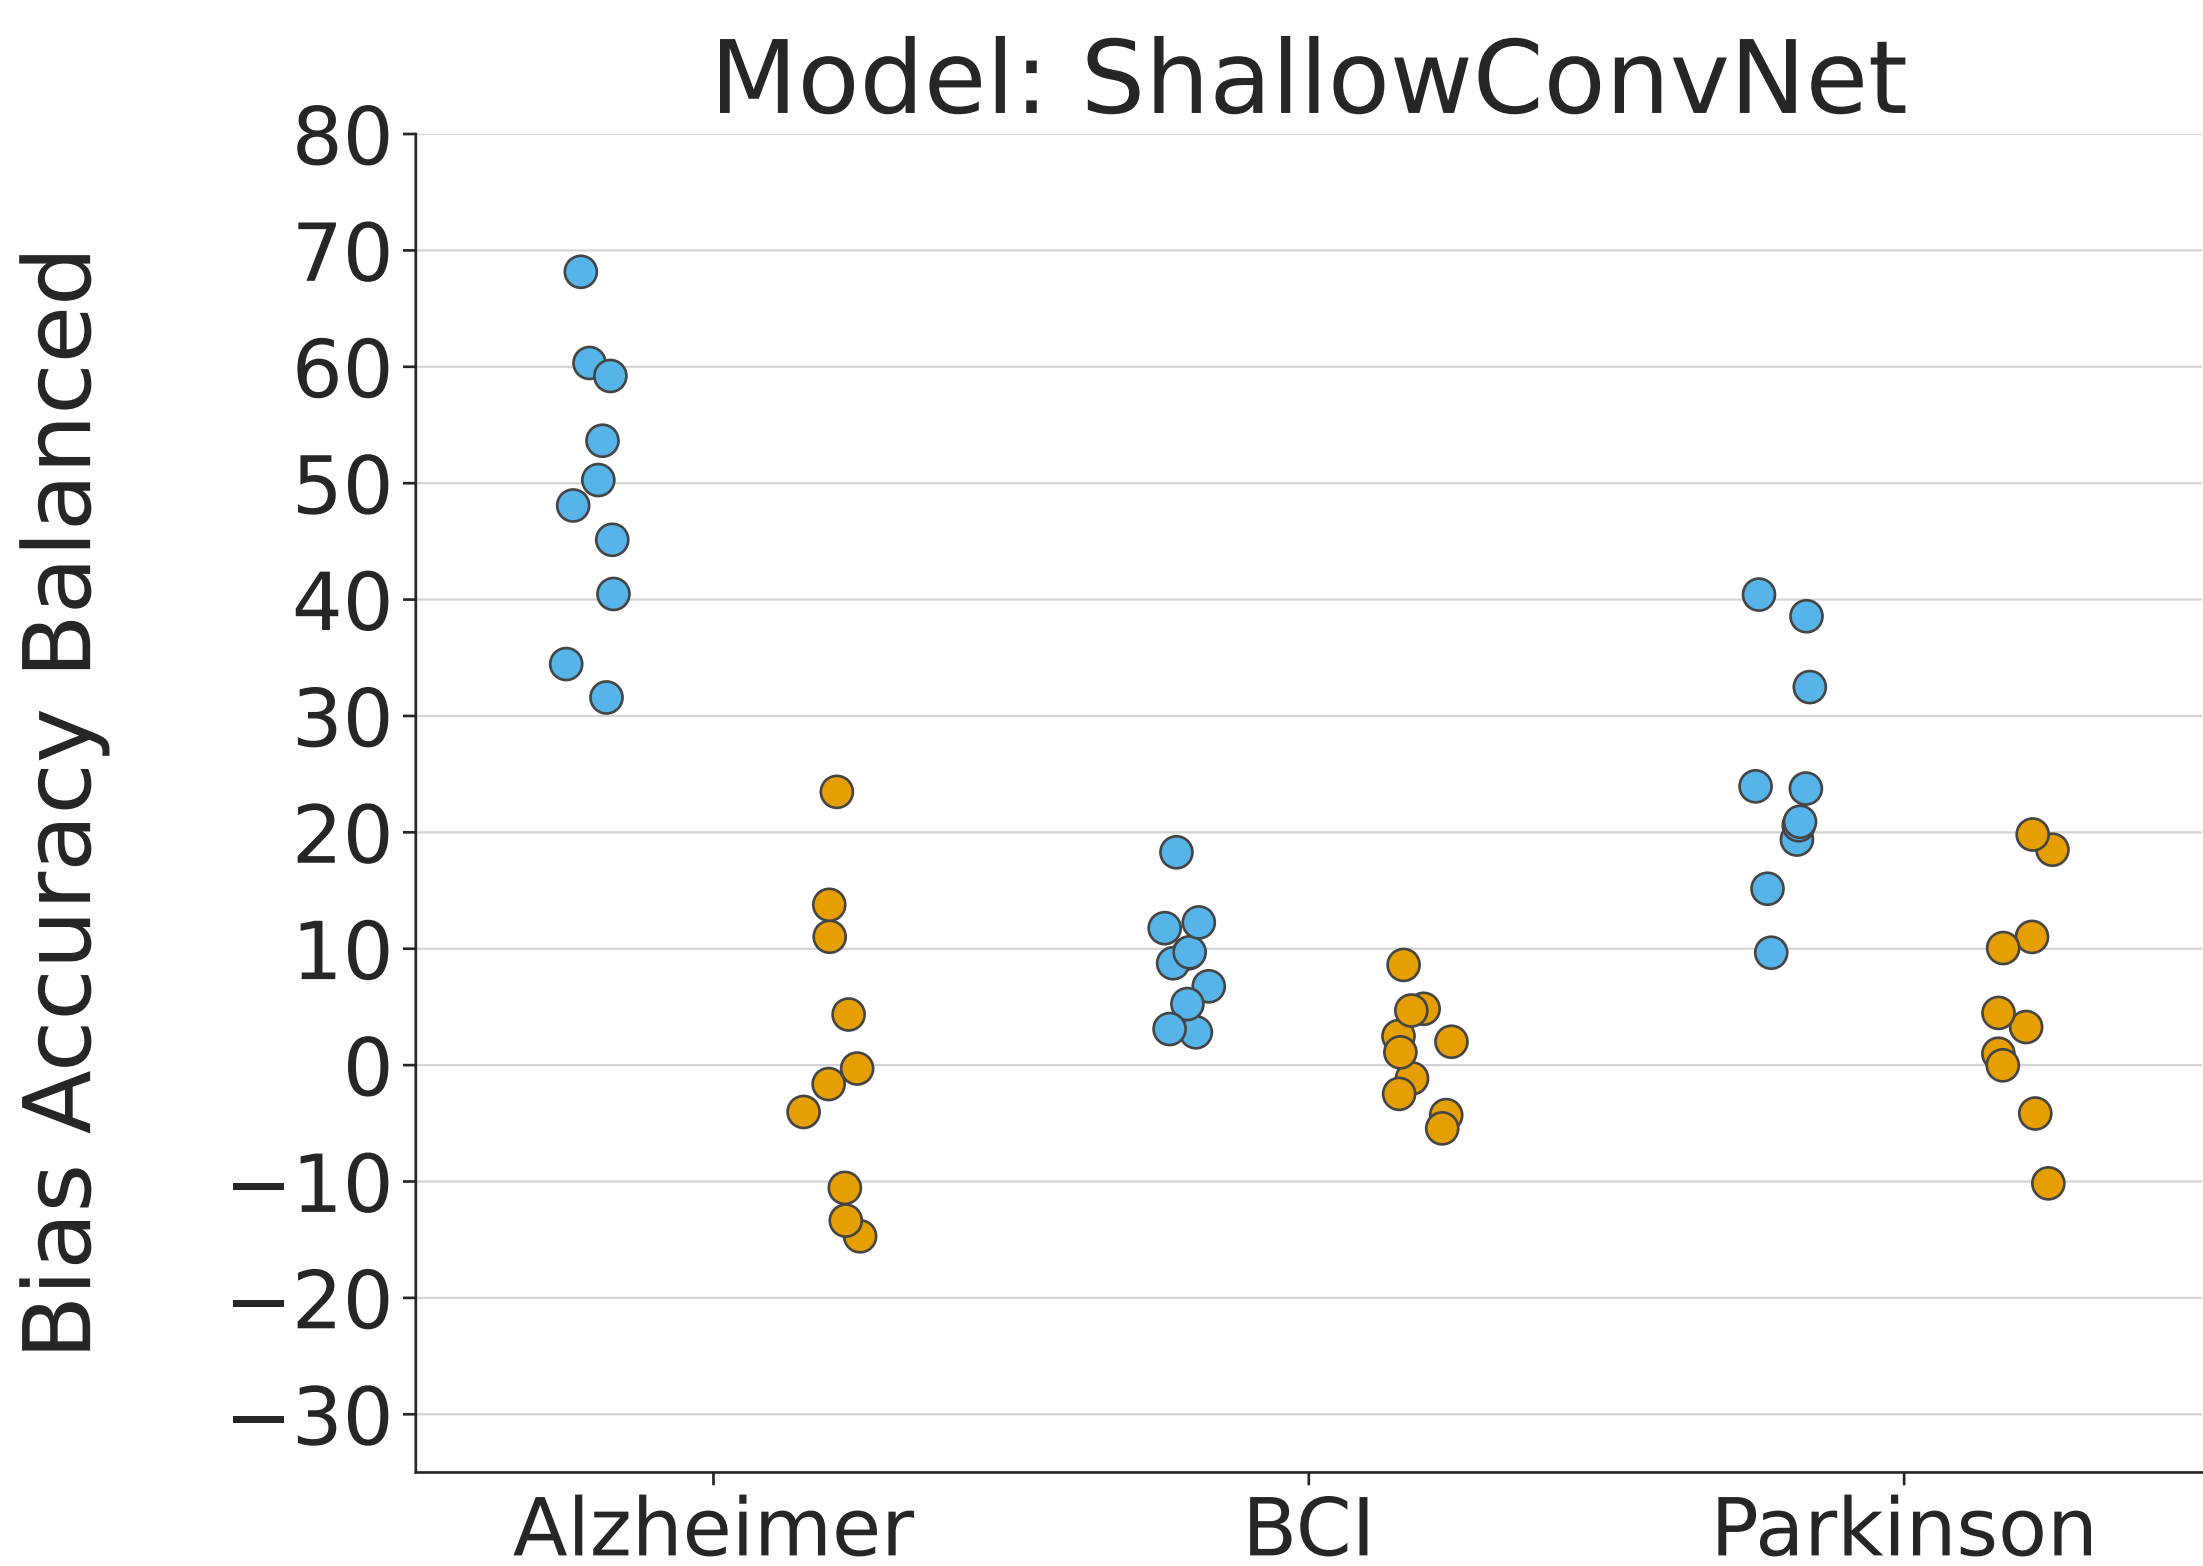 Model: ShallowConvNet
Bias Accuracy Balanced
80
70
60
50
40
30
20
10
0
−10
−20
−30
Alzheimer
BCI
Parkinson